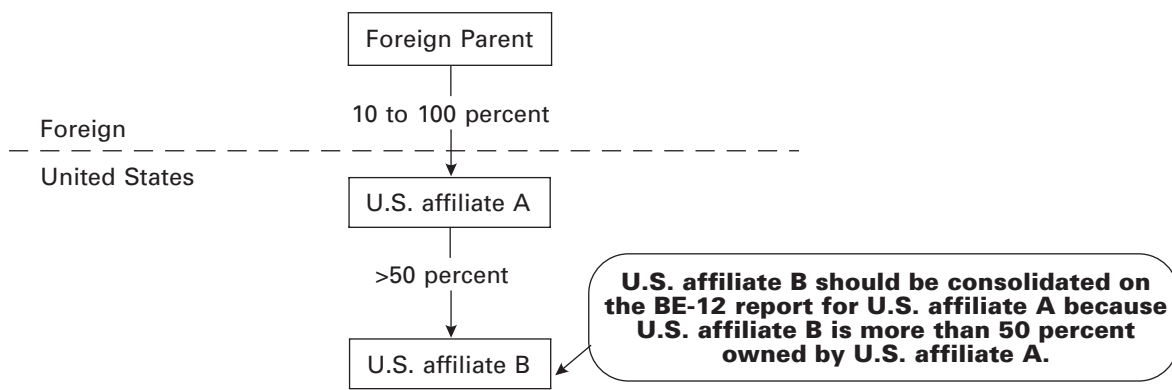 Foreign Parent
10 to 100 percent
Foreign
United States
U.S. affiliate A
>50 percent
U.S. affiliate B should be consolidated on
the BE-12 report for U.S. affiliate A because
U.S. affiliate B is more than 50 percent
owned by U.S. affiliate A.
U.S. affiliate B